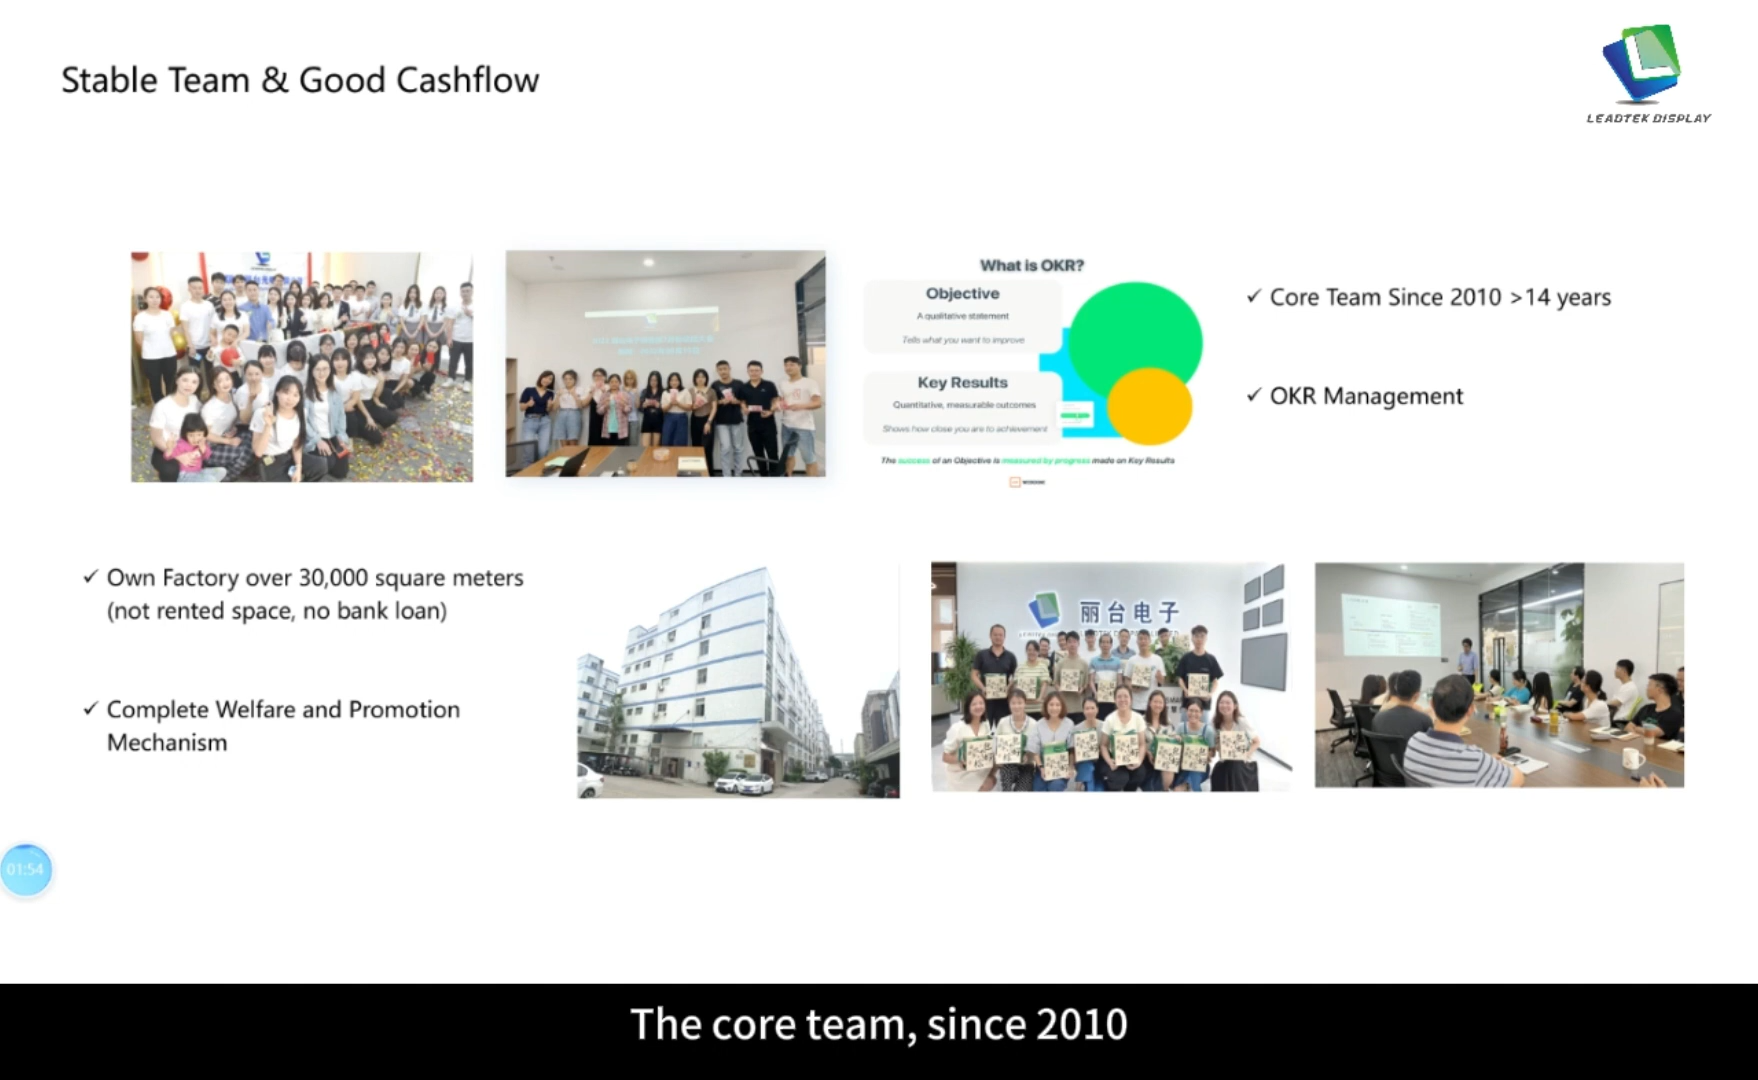 Stable Team & Good Cashflow
LEADTEK DISPLAY
What is OKR?
Objective
A qualitative statement
Tells what you want to improve
Key Results
Quantitative, measurable outcomes
Shows how close you are to achievement
The success of an Objective is measured by progress made on Key Results
✓ Core Team Since 2010 >14 years
✓ OKR Management
✓ Own Factory over 30,000 square meters
(not rented space, no bank loan)
✓ Complete Welfare and Promotion
Mechanism
丽台电子
01:54
The core team, since 2010